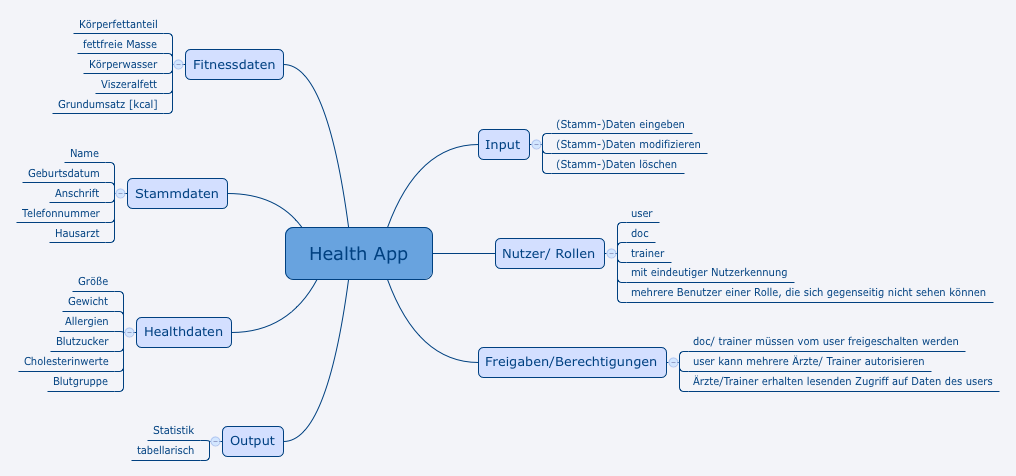 Körperfettanteil
fettfreie Masse
Körperwasser
Viszeralfett
Grundumsatz [kcal]
Fitnessdaten
Name
Geburtsdatum
Anschrift
Telefonnummer
Hausarzt
Stammdaten
Größe
Gewicht
Allergien
Blutzucker
Cholesterinwerte
Blutgruppe
Healthdaten
Statistik
tabellarisch
Output
Health App
Input
(Stamm-)Daten eingeben
(Stamm-)Daten modifizieren
(Stamm-)Daten löschen
Nutzer/ Rollen
user
doc
trainer
mit eindeutiger Nutzerkennung
mehrere Benutzer einer Rolle, die sich gegenseitig nicht sehen können
Freigaben/Berechtigungen
doc/ trainer müssen vom user freigeschalten werden
user kann mehrere Ärzte/ Trainer autorisieren
Ärzte/Trainer erhalten lesenden Zugriff auf Daten des users